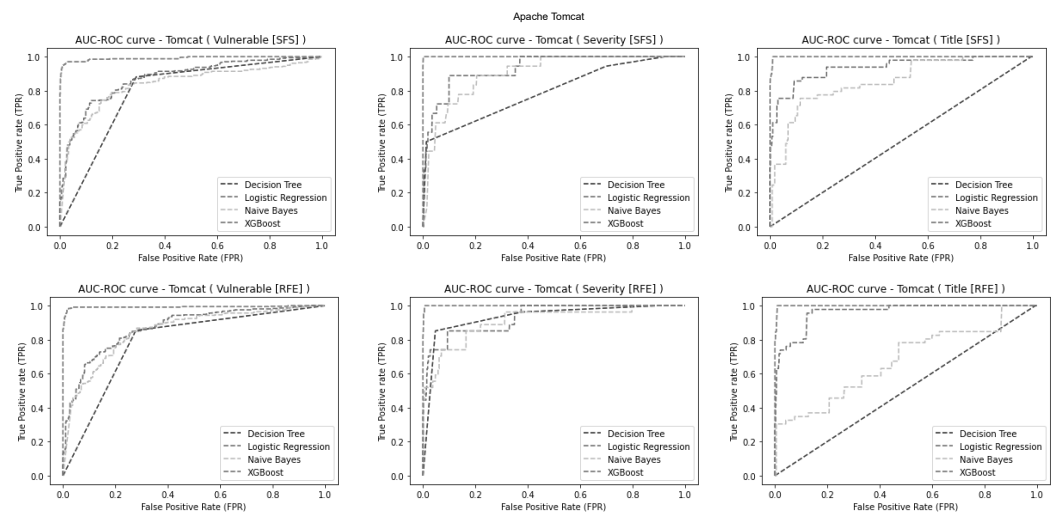 Apache Tomcat
AUC-ROC curve - Tomcat ( Vulnerable [SFS] )
True Positive rate (TPR)
1.0
0.8
0.6
0.4
0.2
0.0
Decision Tree
Logistic Regression
Naive Bayes
XGBoost
0.0 0.2 0.4 0.6 0.8 1.0
False Positive Rate (FPR)
AUC-ROC curve - Tomcat ( Severity [SFS] )
True Positive rate (TPR)
1.0
0.8
0.6
0.4
0.2
0.0
Decision Tree
Logistic Regression
Naive Bayes
XGBoost
0.0 0.2 0.4 0.6 0.8 1.0
False Positive Rate (FPR)
AUC-ROC curve - Tomcat ( Title [SFS] )
True Positive rate (TPR)
1.0
0.8
0.6
0.4
0.2
0.0
Decision Tree
Logistic Regression
Naive Bayes
XGBoost
0.0 0.2 0.4 0.6 0.8 1.0
False Positive Rate (FPR)
AUC-ROC curve - Tomcat ( Vulnerable [RFE] )
True Positive rate (TPR)
1.0
0.8
0.6
0.4
0.2
0.0
Decision Tree
Logistic Regression
Naive Bayes
XGBoost
0.0 0.2 0.4 0.6 0.8 1.0
False Positive Rate (FPR)
AUC-ROC curve - Tomcat ( Severity [RFE] )
True Positive rate (TPR)
1.0
0.8
0.6
0.4
0.2
0.0
Decision Tree
Logistic Regression
Naive Bayes
XGBoost
0.0 0.2 0.4 0.6 0.8 1.0
False Positive Rate (FPR)
AUC-ROC curve - Tomcat ( Title [RFE] )
True Positive rate (TPR)
1.0
0.8
0.6
0.4
0.2
0.0
Decision Tree
Logistic Regression
Naive Bayes
XGBoost
0.0 0.2 0.4 0.6 0.8 1.0
False Positive Rate (FPR)